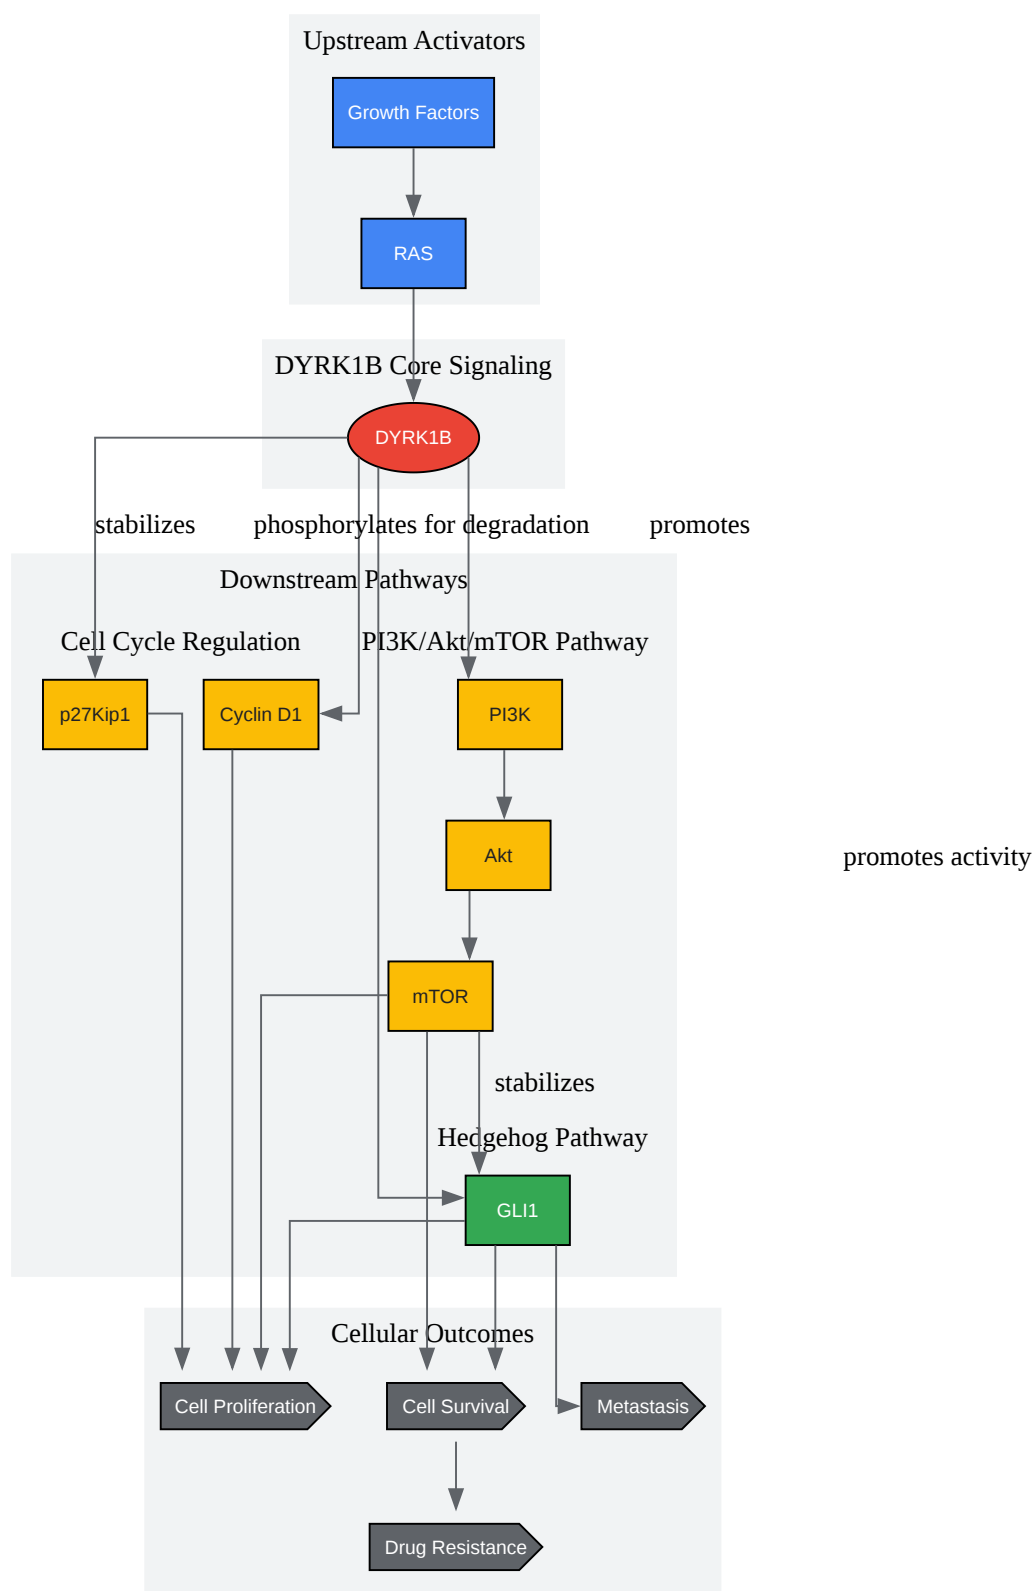 Upstream Activators
Growth Factors
RAS
DYRK1B Core Signaling
DYRK1B
stabilizes
phosphorylates for degradation
promotes
Downstream Pathways
Cell Cycle Regulation
PI3K/Akt/mTOR Pathway
p27Kip1
Cyclin D1
PI3K
Akt
promotes activity
mTOR
stabilizes
Hedgehog Pathway
GLI1
Cellular Outcomes
Cell Proliferation
Cell Survival
Metastasis
Drug Resistance